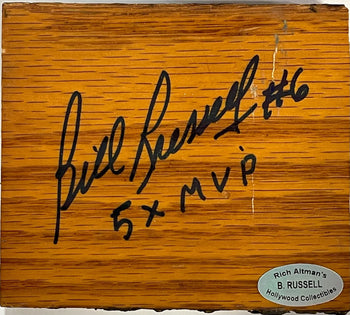 Bill Russell #6
5x MVP
Rich Altman's
B. RUSSELL
Hollywood Collectibles